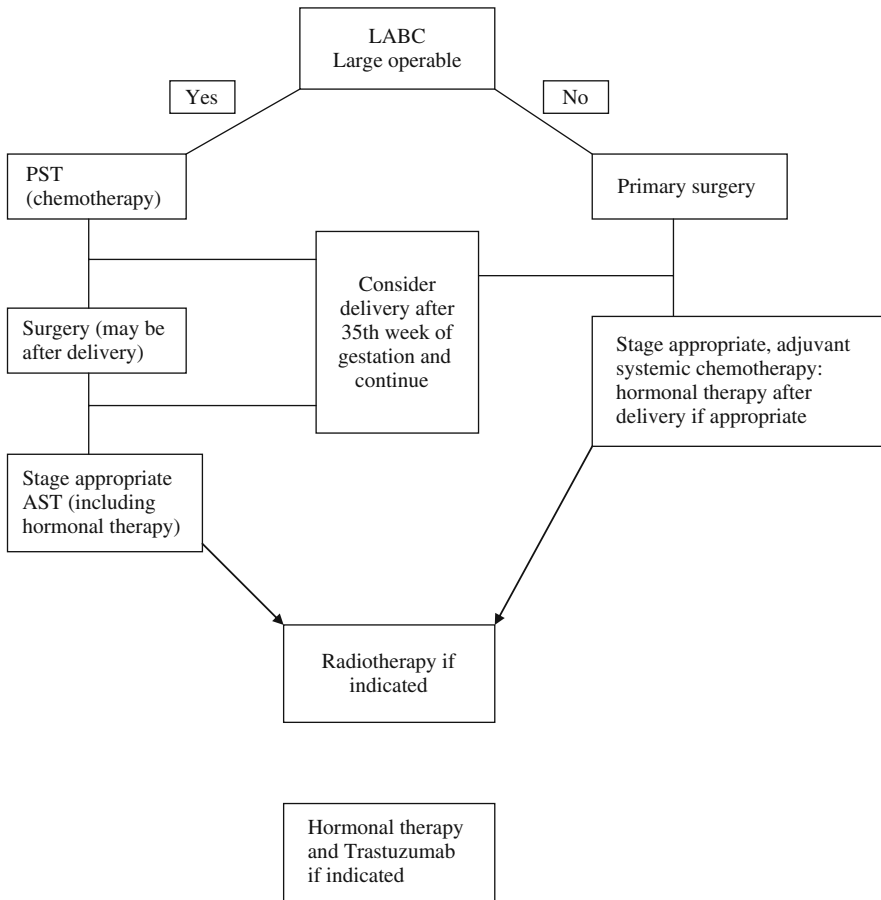 LABC
Large operable
Yes
No
PST
(chemotherapy)
Primary surgery
Consider
delivery after
35th week of
gestation and
continue
Surgery (may be
after delivery)
Stage appropriate, adjuvant
systemic chemotherapy:
hormonal therapy after
delivery if appropriate
Stage appropriate
AST (including
hormonal therapy)
Radiotherapy if
indicated
Hormonal therapy
and Trastuzumab
if indicated